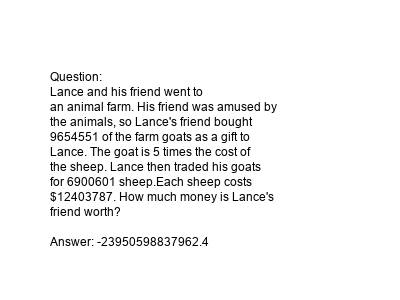 Question:
Lance and his friend went to
an animal farm. His friend was amused by
the animals, so Lance's friend bought
9654551 of the farm goats as a gift to
Lance. The goat is 5 times the cost of
the sheep. Lance then traded his goats
for 6900601 sheep.Each sheep costs
$12403787. How much money is Lance's
friend worth?

Answer: -23950598837962.4